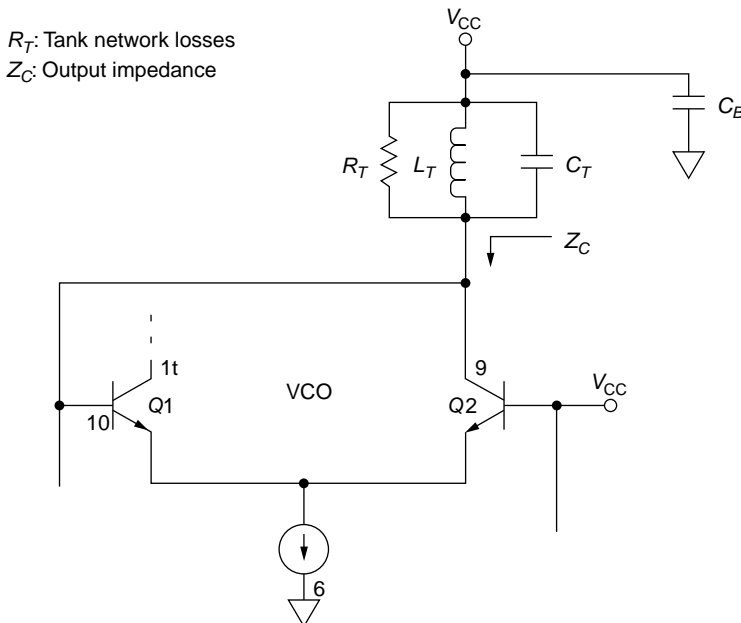 V_CC
R_T: Tank network losses
Z_C: Output impedance
C_B
R_T
L_T
C_T
Z_C
1t
9
VCO
V_CC
10
Q1
Q2
6